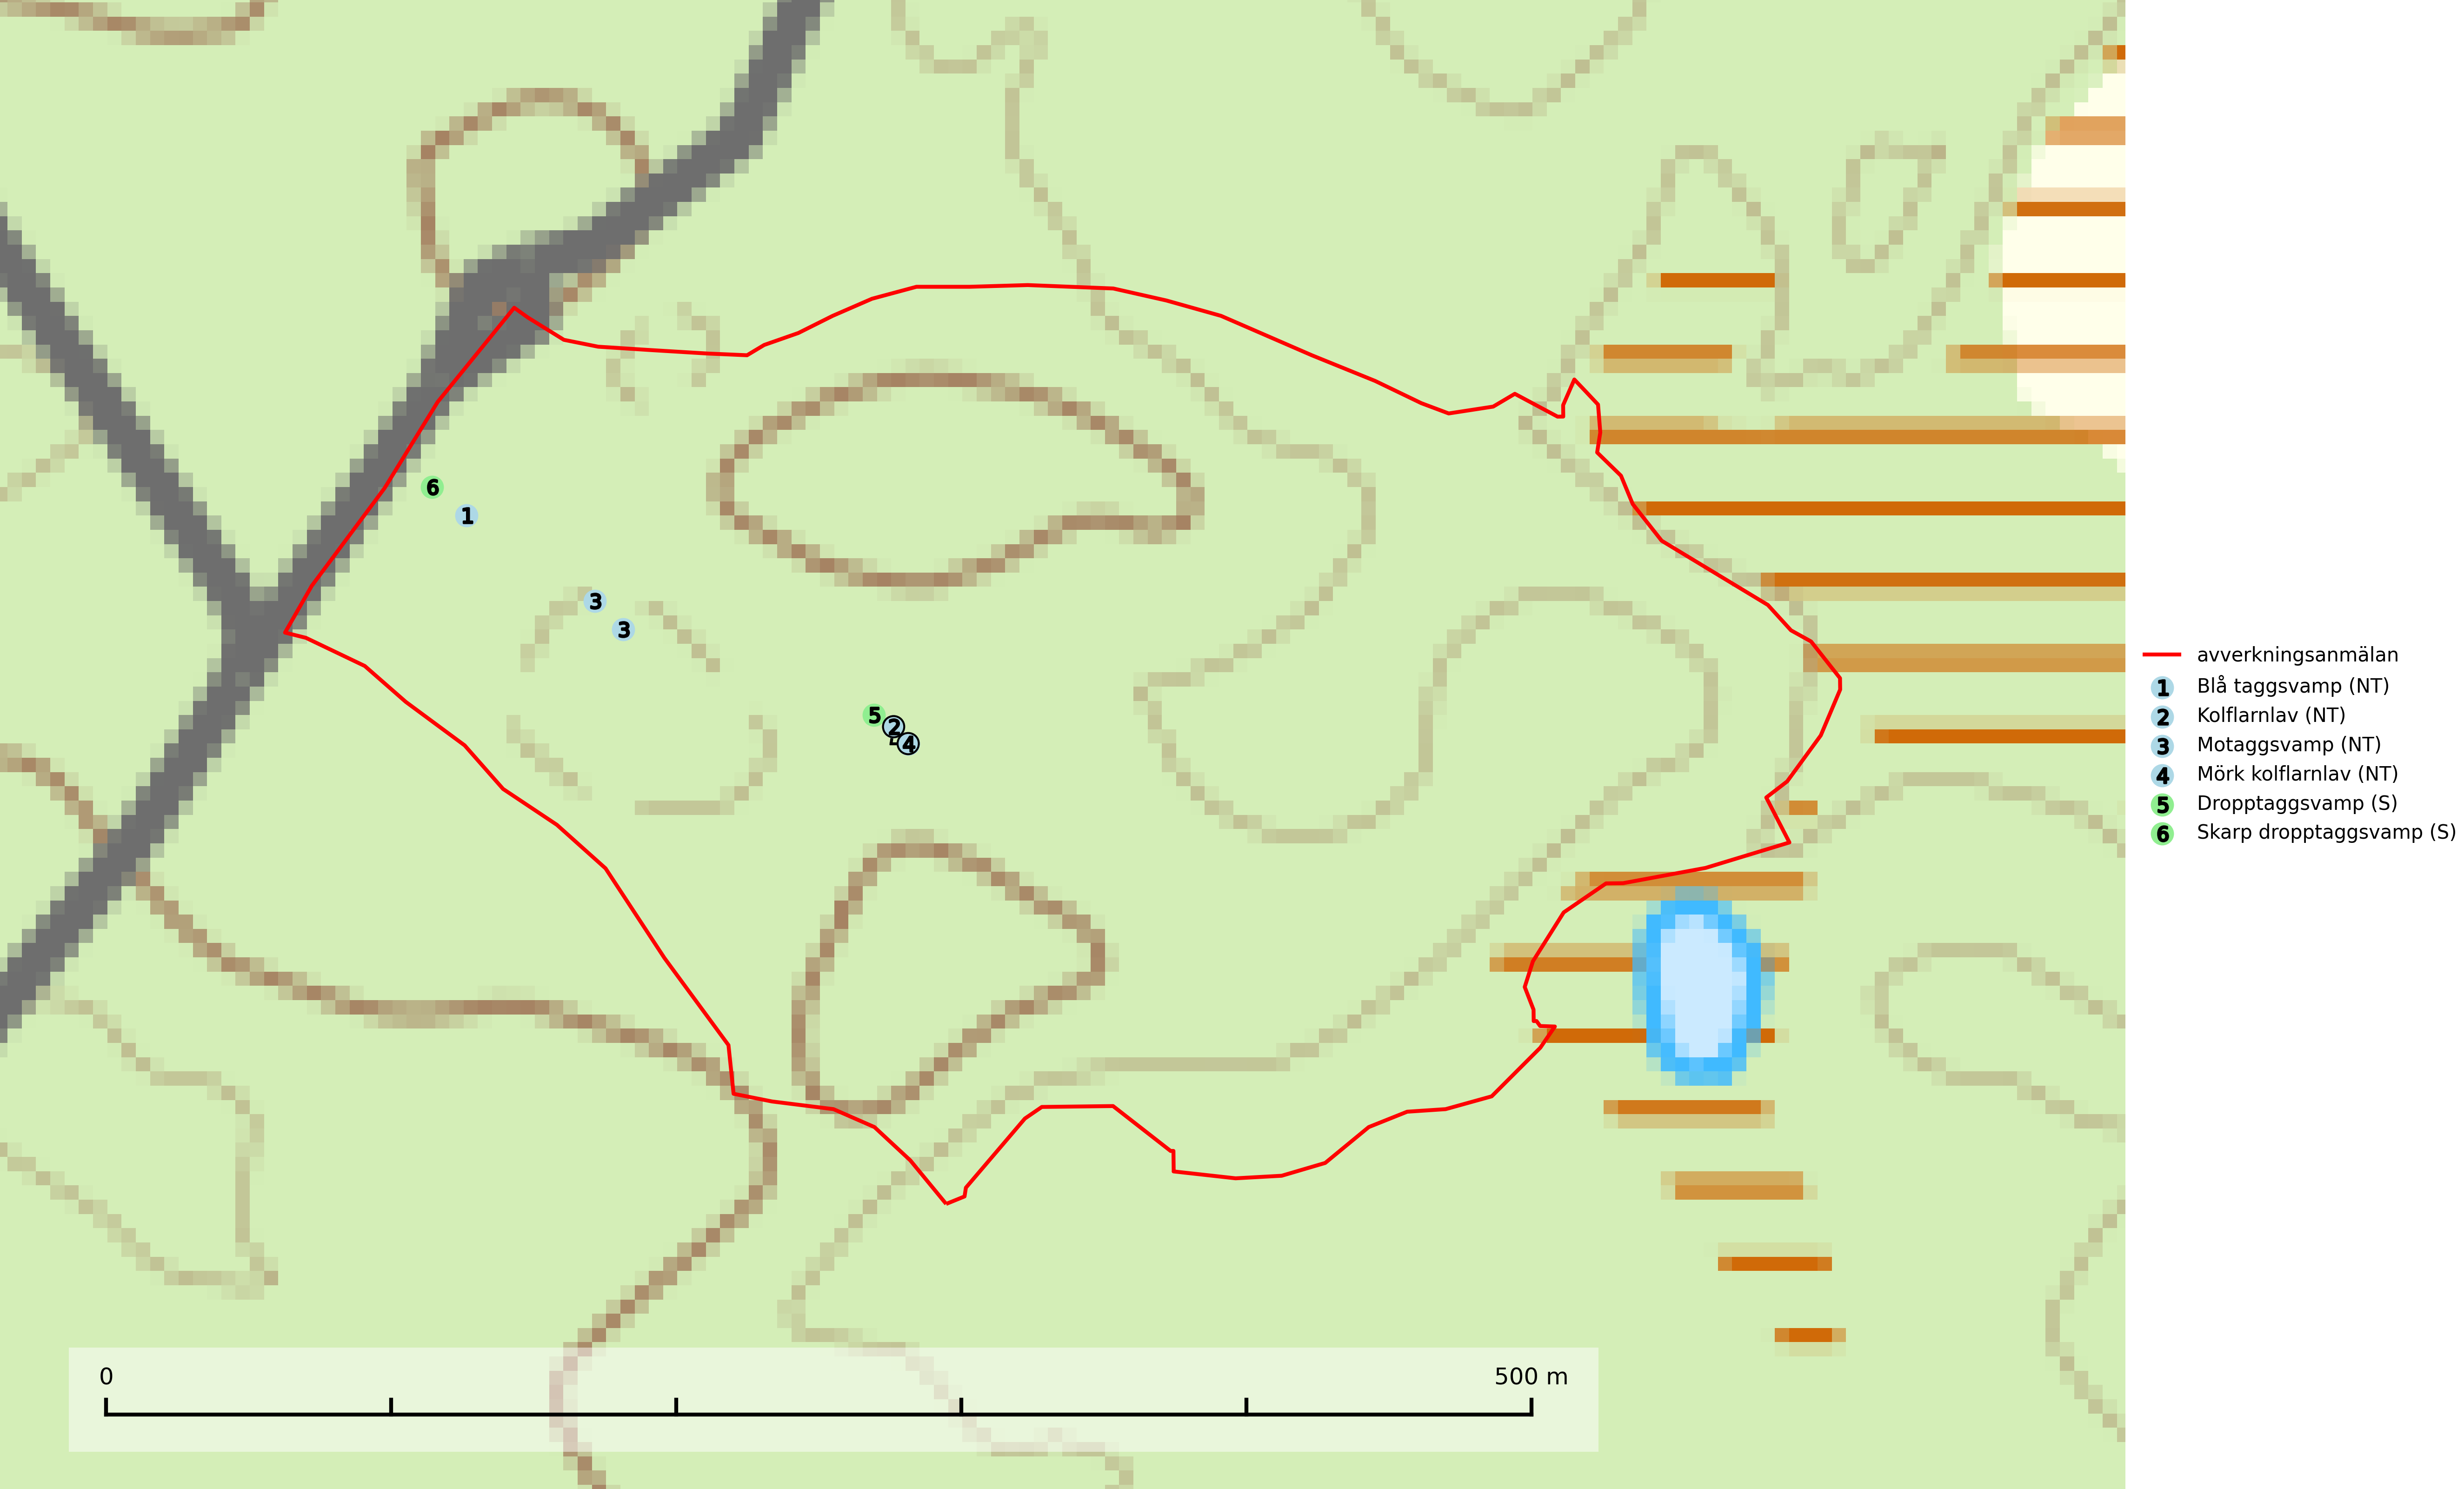 6
1
3
3
5
2
4
0 500 m
avverkningsanmälan
1 Blå taggsvamp (NT)
2 Kolflarnlav (NT)
3 Motaggsvamp (NT)
4 Mörk kolflarnlav (NT)
5 Dropptaggsvamp (S)
6 Skarp dropptaggsvamp (S)